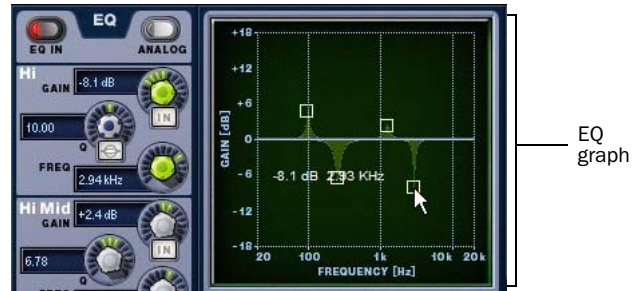 EQ
EQ IN
ANALOG
Hi
GAIN
-8.1 dB
IN
10.00
Q
FREQ
2.94 kHz
Hi Mid
GAIN
+2.4 dB
IN
6.78
Q
GAIN [dB]
+18
+12
+6
0
-6
-12
-18
-8.1 dB 2.93 KHz
20 100 1k 10k 20k
FREQUENCY [Hz]
EQ
graph